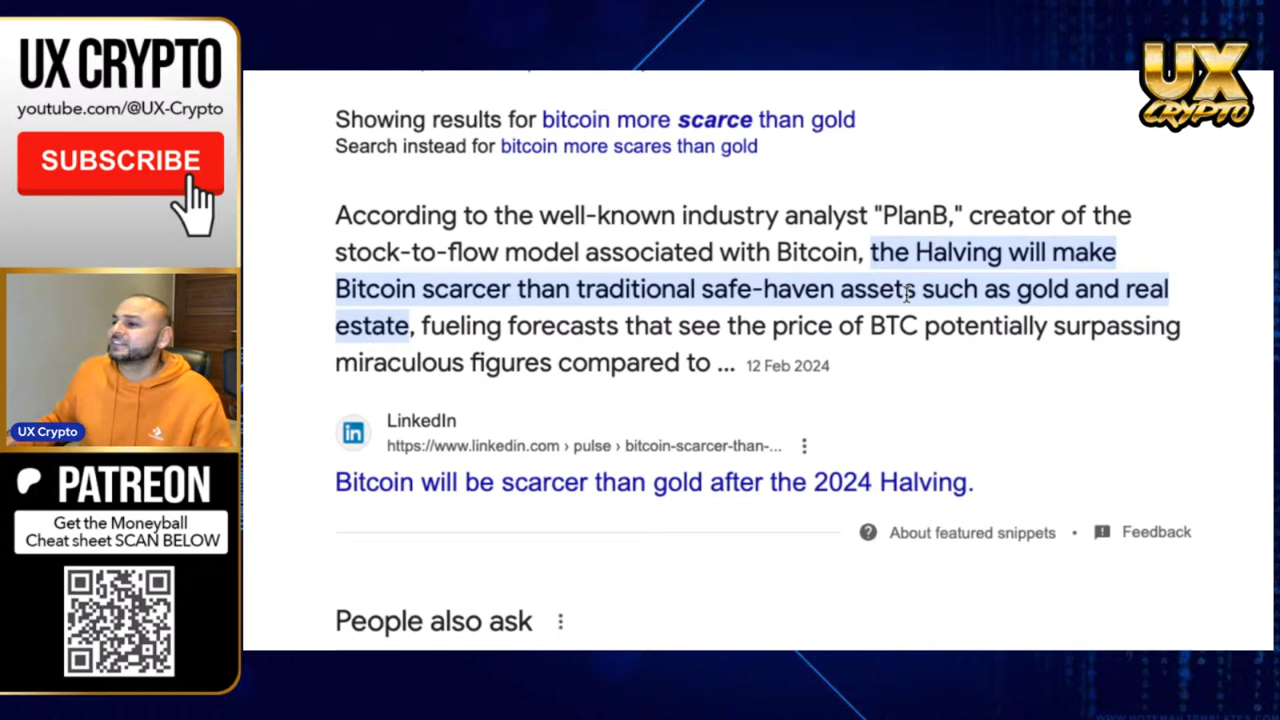 UX CRYPTO
youtube.com/@UX-Crypto
SUBSCRIBE
UX Crypto
PATREON
Get the Moneyball
Cheat sheet SCAN BELOW
UX
CRYPTO
Showing results for bitcoin more scarce than gold
Search instead for bitcoin more scares than gold
According to the well-known industry analyst "PlanB," creator of the
stock-to-flow model associated with Bitcoin, the Halving will make
Bitcoin scarcer than traditional safe-haven assets such as gold and real
estate, fueling forecasts that see the price of BTC potentially surpassing
miraculous figures compared to ... 12 Feb 2024
in
LinkedIn
https://www.linkedin.com › pulse › bitcoin-scarcer-than-...
Bitcoin will be scarcer than gold after the 2024 Halving.
? About featured snippets • Feedback
People also ask